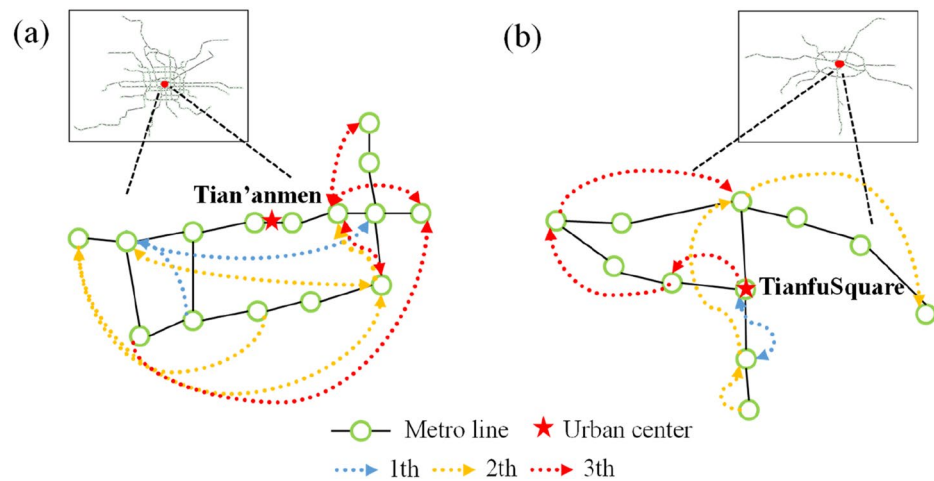 (a)
(b)
Tian’anmen
TianfuSquare
Metro line
Urban center
1th
2th
3th